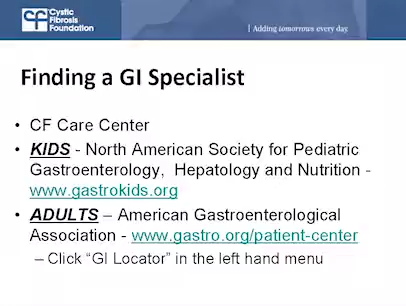 CF
Cystic
Fibrosis
Foundation
Adding tomorrows every day.
Finding a GI Specialist
• CF Care Center
• KIDS - North American Society for Pediatric
Gastroenterology, Hepatology and Nutrition -
www.gastrokids.org
• ADULTS – American Gastroenterological
Association - www.gastro.org/patient-center
– Click “GI Locator” in the left hand menu